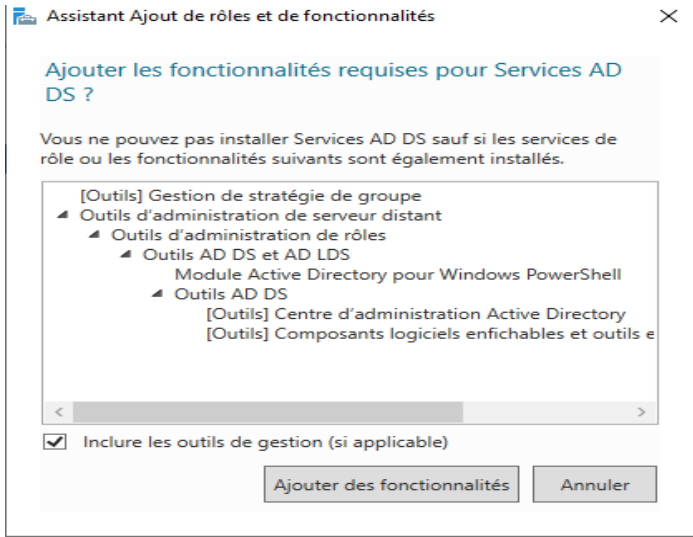 Assistant Ajout de rôles et de fonctionnalités
Ajouter les fonctionnalités requises pour Services AD
DS ?
Vous ne pouvez pas installer Services AD DS sauf si les services de
rôle ou les fonctionnalités suivants sont également installés.
[Outils] Gestion de stratégie de groupe
Outils d'administration de serveur distant
Outils d'administration de rôles
Outils AD DS et AD LDS
Module Active Directory pour Windows PowerShell
Outils AD DS
[Outils] Centre d'administration Active Directory
[Outils] Composants logiciels enfichables et outils e
Inclure les outils de gestion (si applicable)
Ajouter des fonctionnalités Annuler